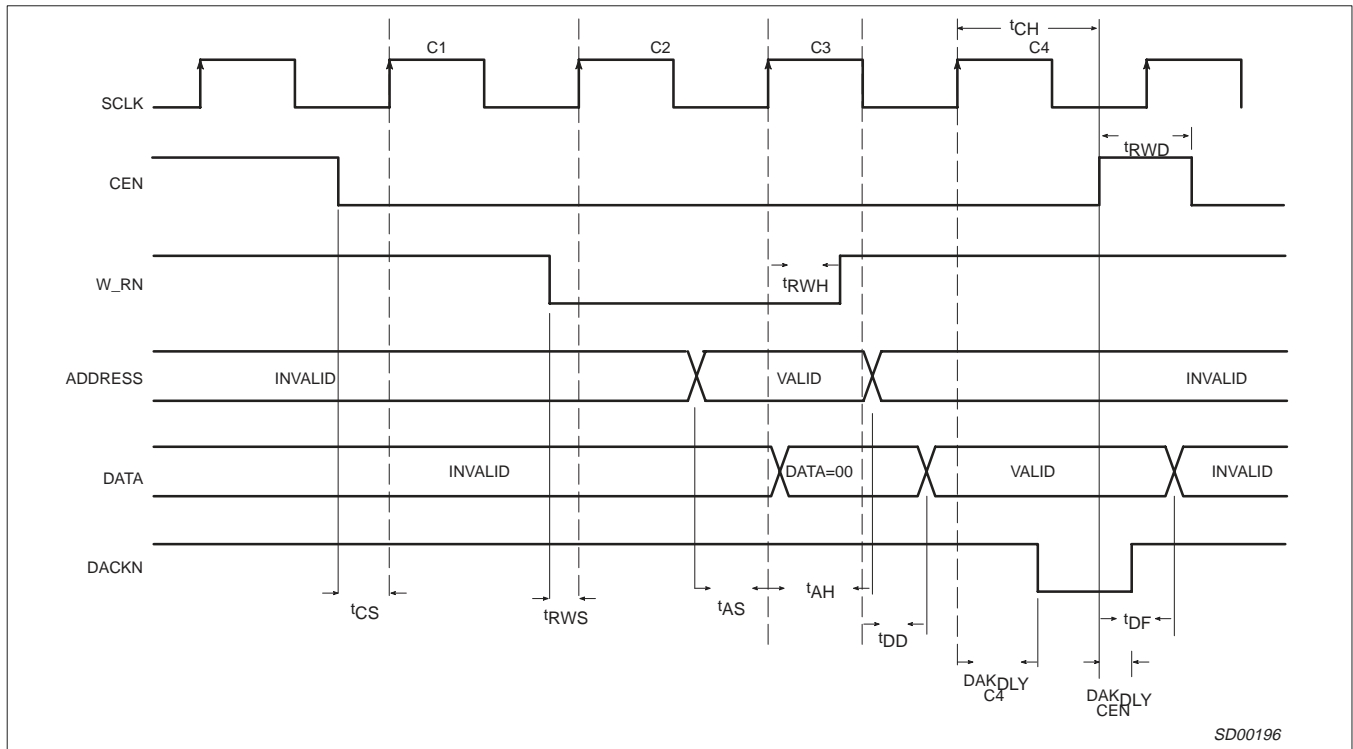 tCH
C1 C2 C3 C4
SCLK
tRWD
CEN
W_RN
tRWH
ADDRESS INVALID VALID INVALID
DATA INVALID DATA=00 VALID INVALID
DACKN
tCS tRWS tAS tAH tDD tDF
DAKDLY DAKDLY
C4 CEN
SD00196